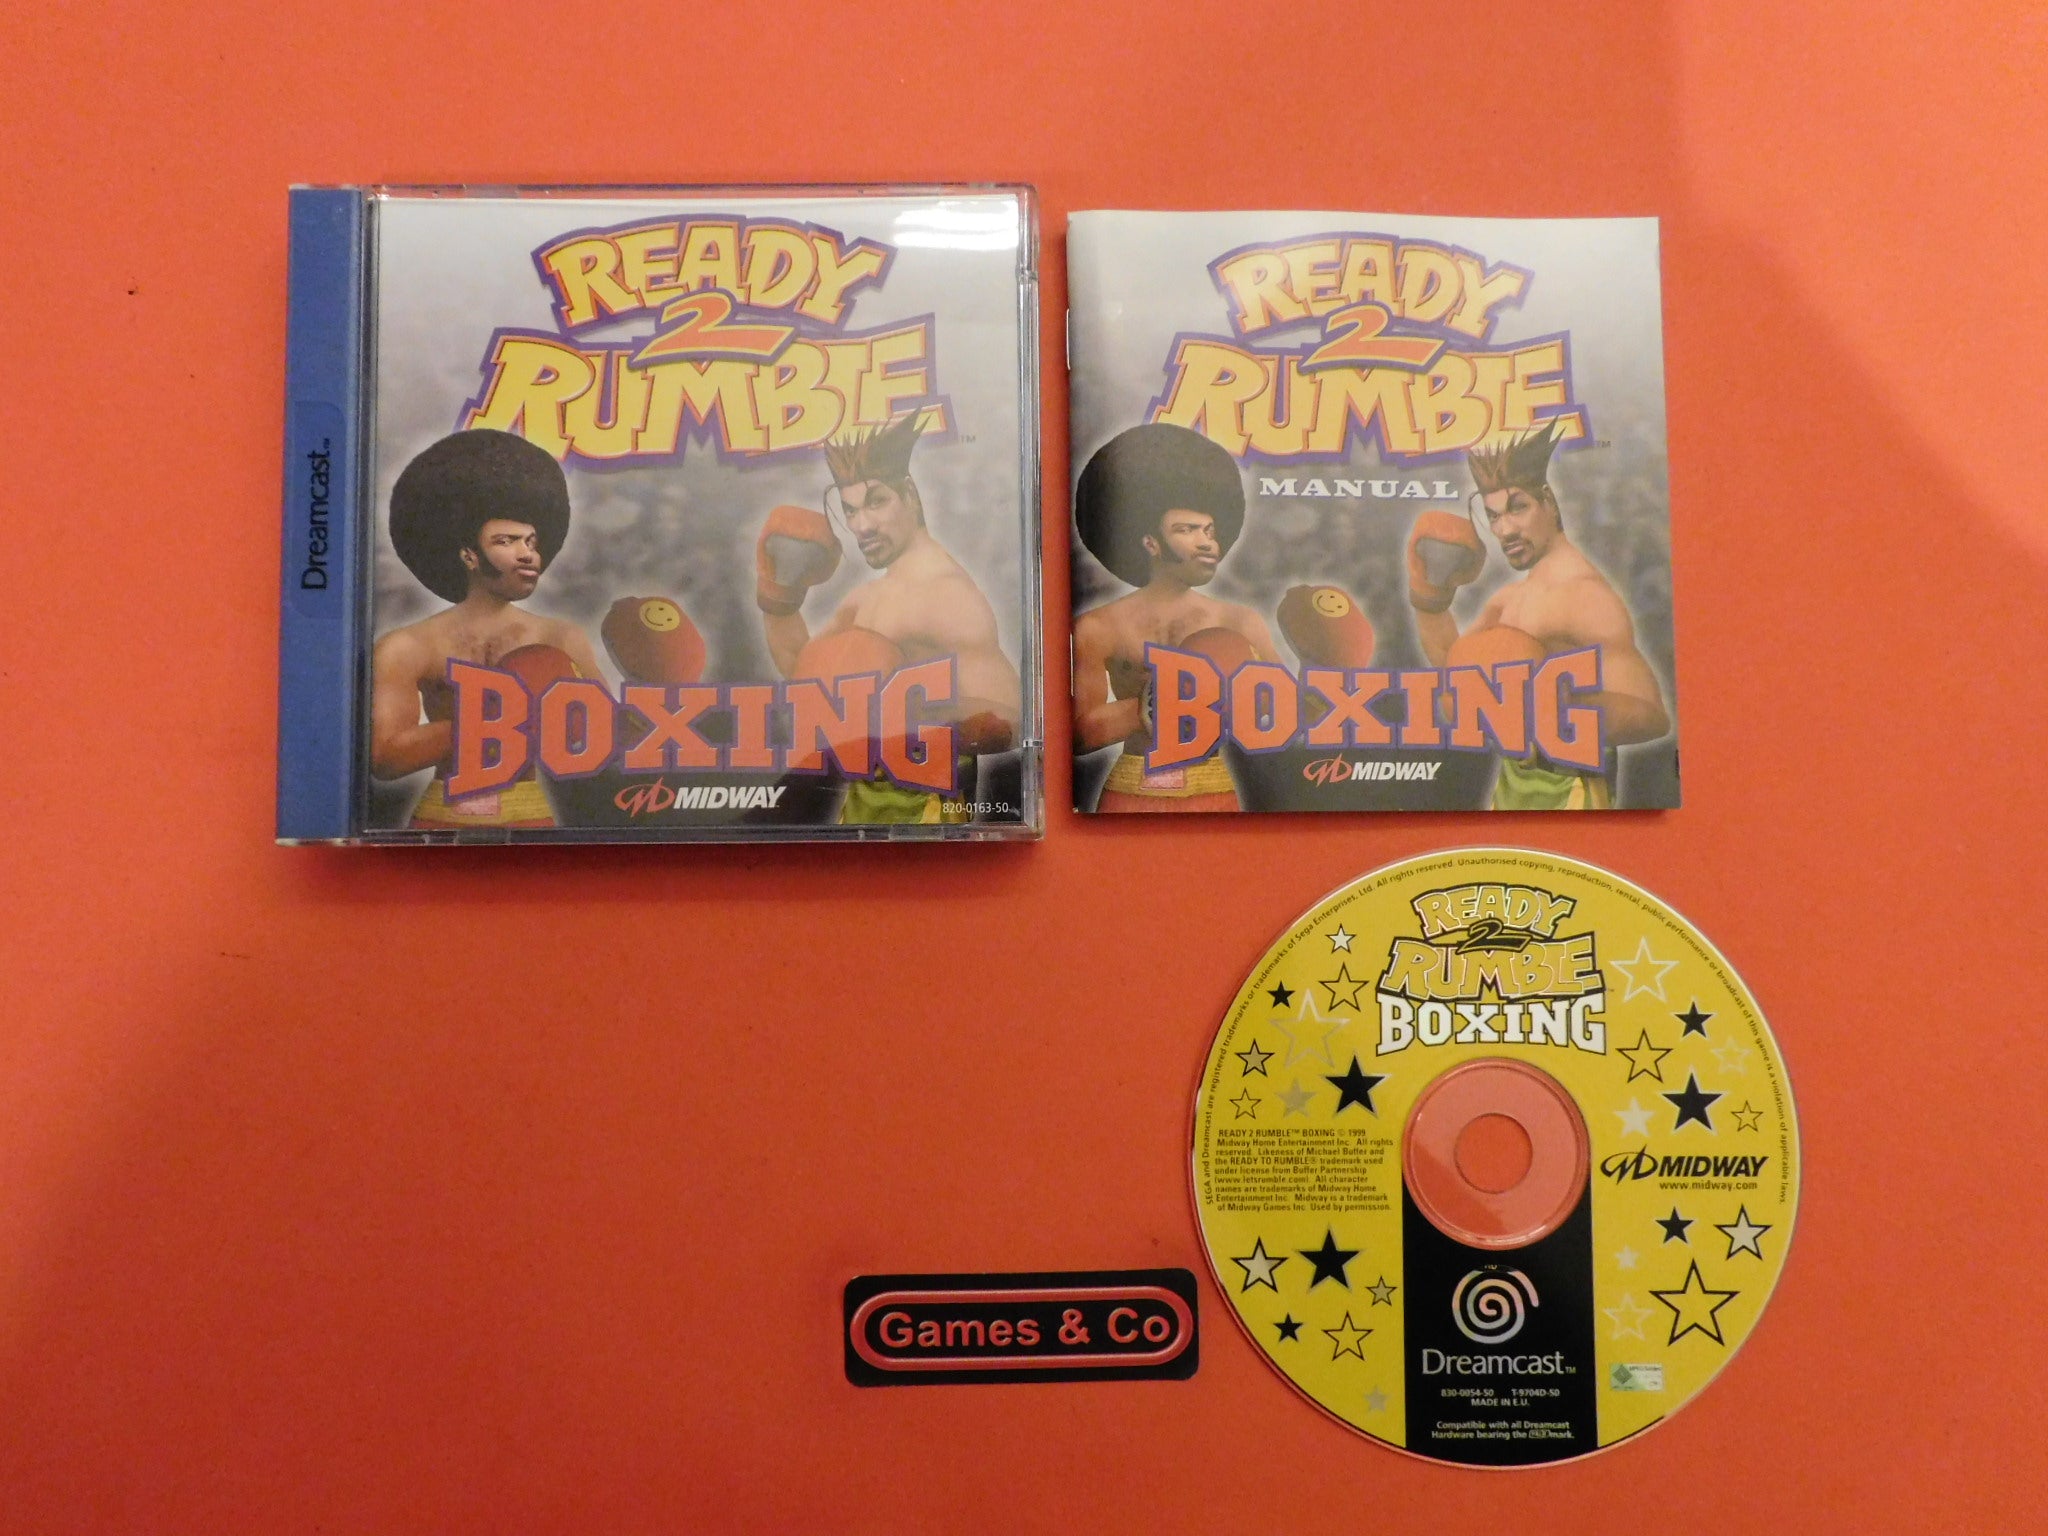 Dreamcast™
READY
2
RUMBLE™
BOXING
MIDWAY
820-0163-50
READY
2
RUMBLE™
MANUAL
BOXING
MIDWAY
SEGA and Dreamcast are registered trademarks or trademarks of Sega Enterprises, Ltd. All rights reserved. Unauthorised copying, reproduction, rental, public performance or broadcast of this game is a violation of applicable laws.
READY
2
RUMBLE
BOXING
READY 2 RUMBLE™ BOXING © 1999
Midway Home Entertainment Inc. All rights
reserved. Likeness of Michael Buffer and
the READY TO RUMBLE® trademark used
under license from Buffer Partnership
(www.letsrumble.com). All character
names are trademarks of Midway Home
Entertainment Inc. Midway is a trademark
of Midway Games Inc. Used by permission.
MIDWAY
www.midway.com
Dreamcast™
830-0054-50 T-9704D-50
MADE IN E.U.
Compatible with all Dreamcast
Hardware bearing the PAL mark.
Games & Co